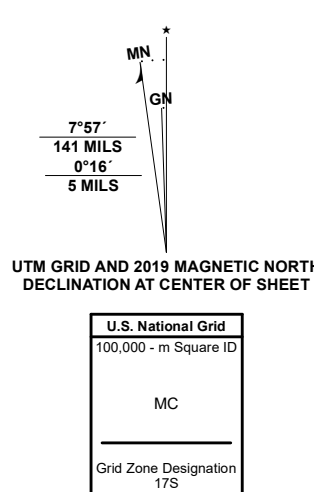 ★
MN
GN
7°57´
141 MILS
0°16´
5 MILS
UTM GRID AND 2019 MAGNETIC NORTH
DECLINATION AT CENTER OF SHEET
U.S. National Grid
100,000 - m Square ID
MC
Grid Zone Designation
17S